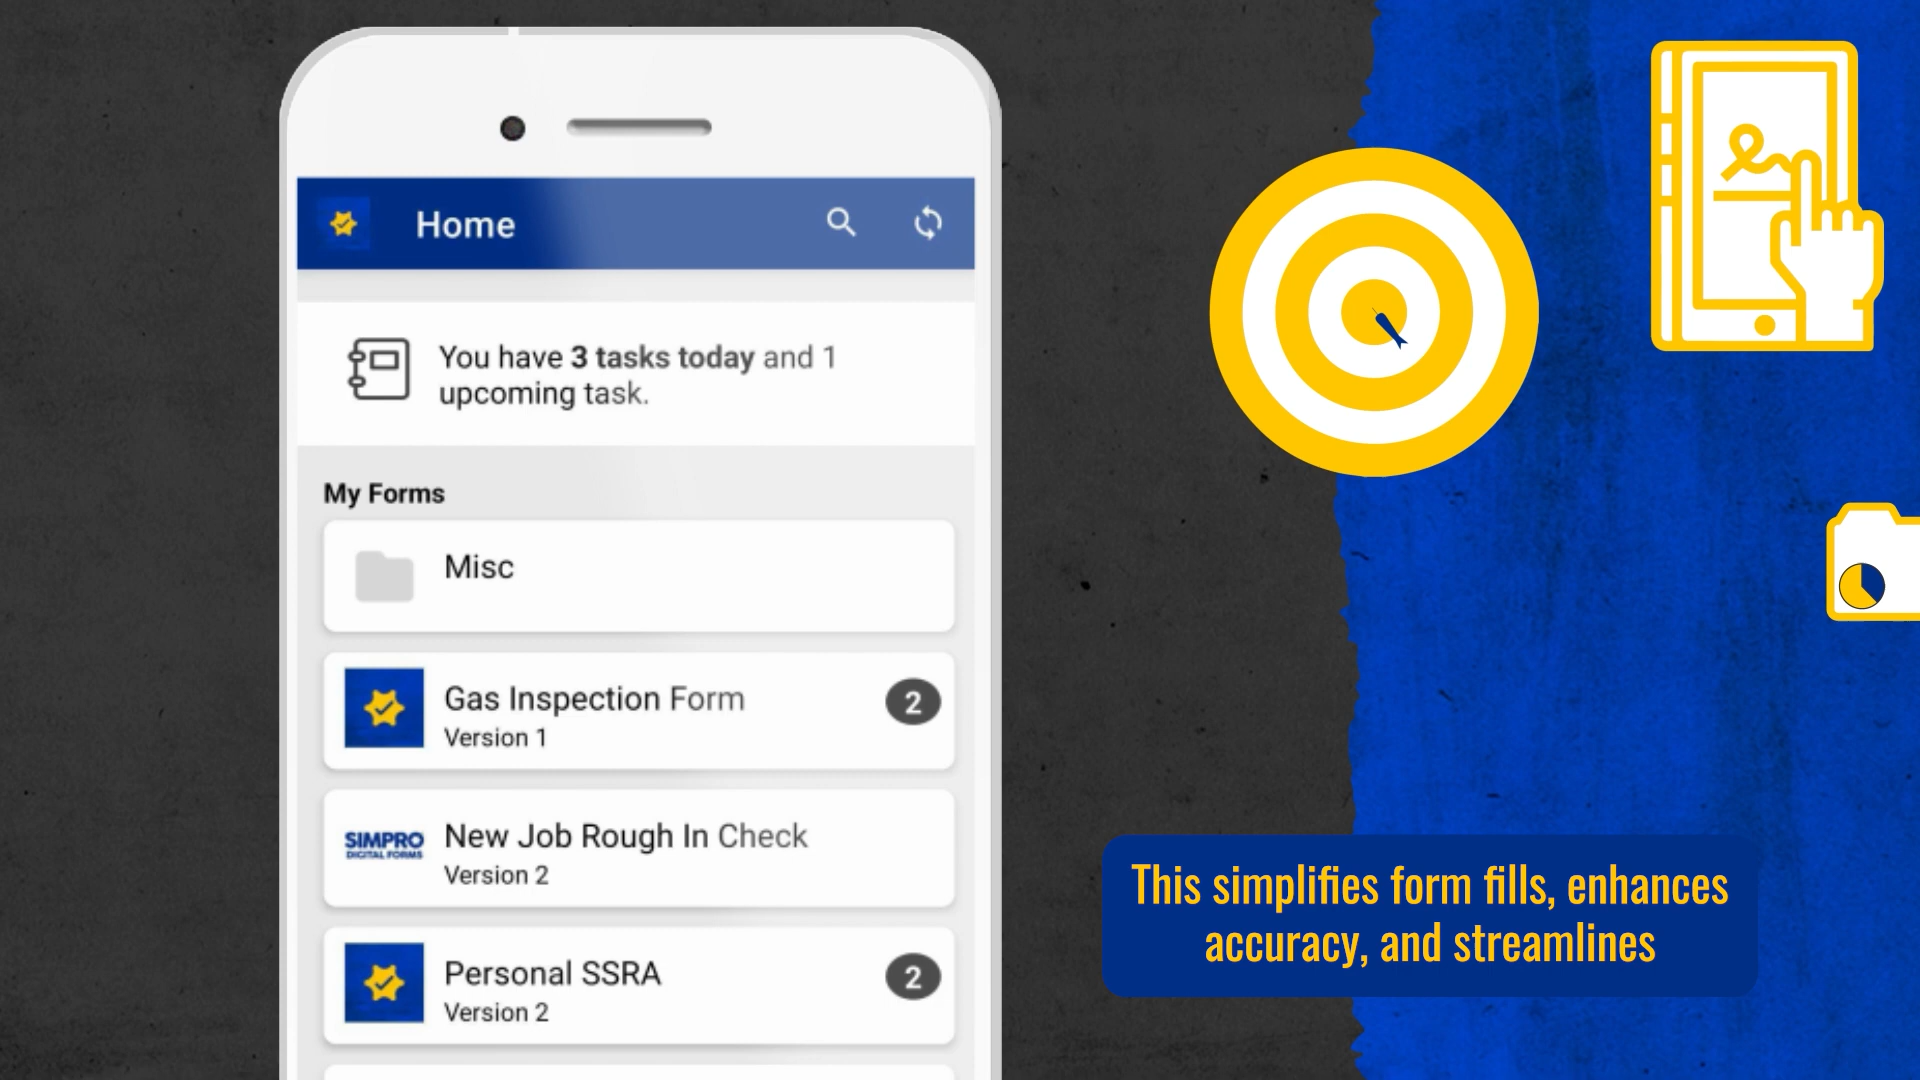 Home
You have 3 tasks today and 1
upcoming task.
My Forms
Misc
Gas Inspection Form
2
Version 1
SIMPRO
DIGITAL FORMS
New Job Rough In Check
Version 2
Personal SSRA
2
Version 2
This simplifies form fills, enhances
accuracy, and streamlines